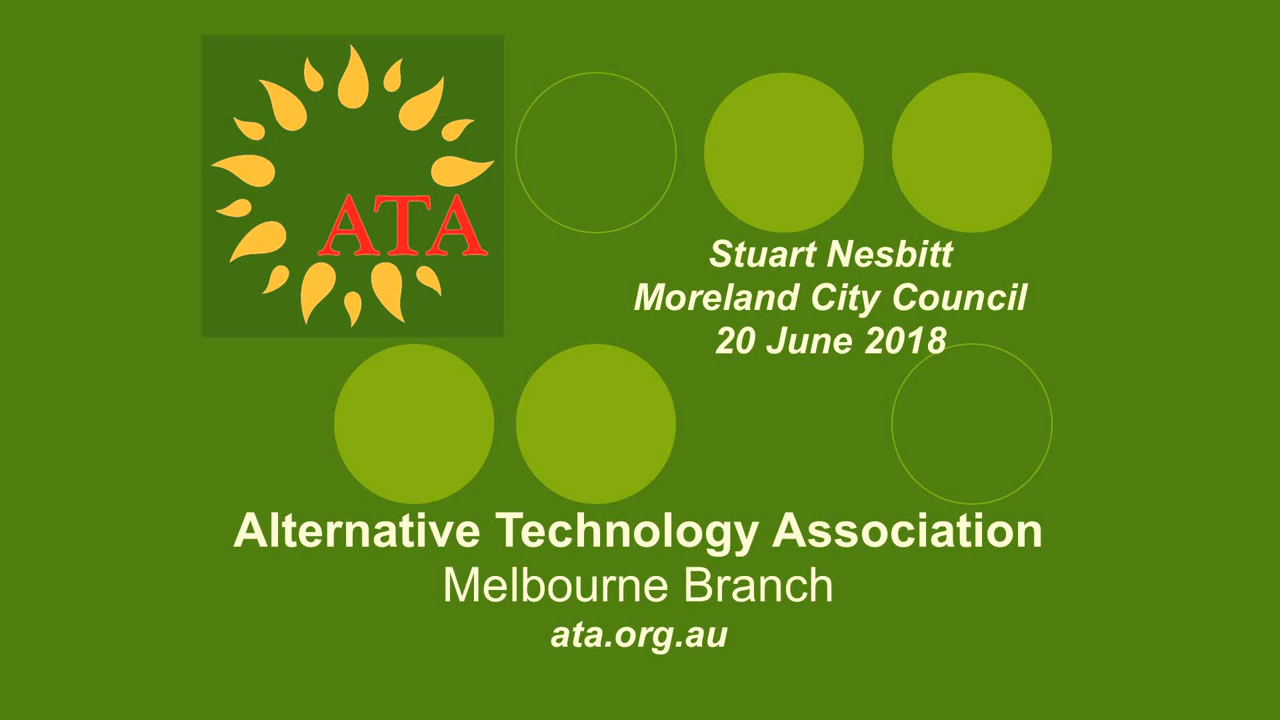 ATA
Stuart Nesbitt
Moreland City Council
20 June 2018
Alternative Technology Association
Melbourne Branch
ata.org.au